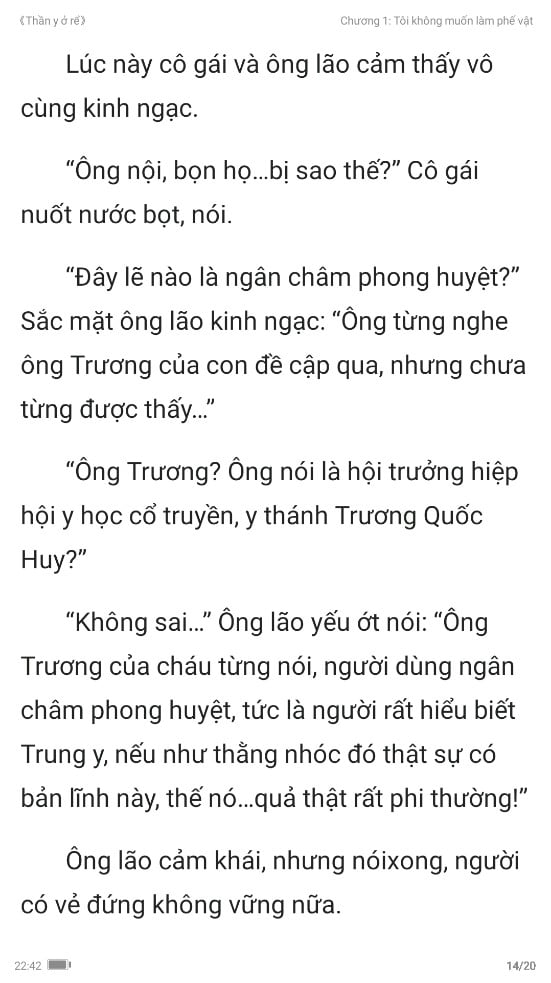 《Thần y ở rể》 Chương 1: Tôi không muốn làm phế vật
Lúc này cô gái và ông lão cảm thấy vô
cùng kinh ngạc.
“Ông nội, bọn họ...bị sao thế?” Cô gái
nuốt nước bọt, nói.
“Đây lẽ nào là ngân châm phong huyệt?”
Sắc mặt ông lão kinh ngạc: “Ông từng nghe
ông Trương của con đề cập qua, nhưng chưa
từng được thấy...”
“Ông Trương? Ông nói là hội trưởng hiệp
hội y học cổ truyền, y thánh Trương Quốc
Huy?”
“Không sai...” Ông lão yếu ớt nói: “Ông
Trương của cháu từng nói, người dùng ngân
châm phong huyệt, tức là người rất hiểu biết
Trung y, nếu như thằng nhóc đó thật sự có
bản lĩnh này, thế nó...quả thật rất phi thường!”
Ông lão cảm khái, nhưng nóixong, người
có vẻ đứng không vững nữa.
22:42 14/20